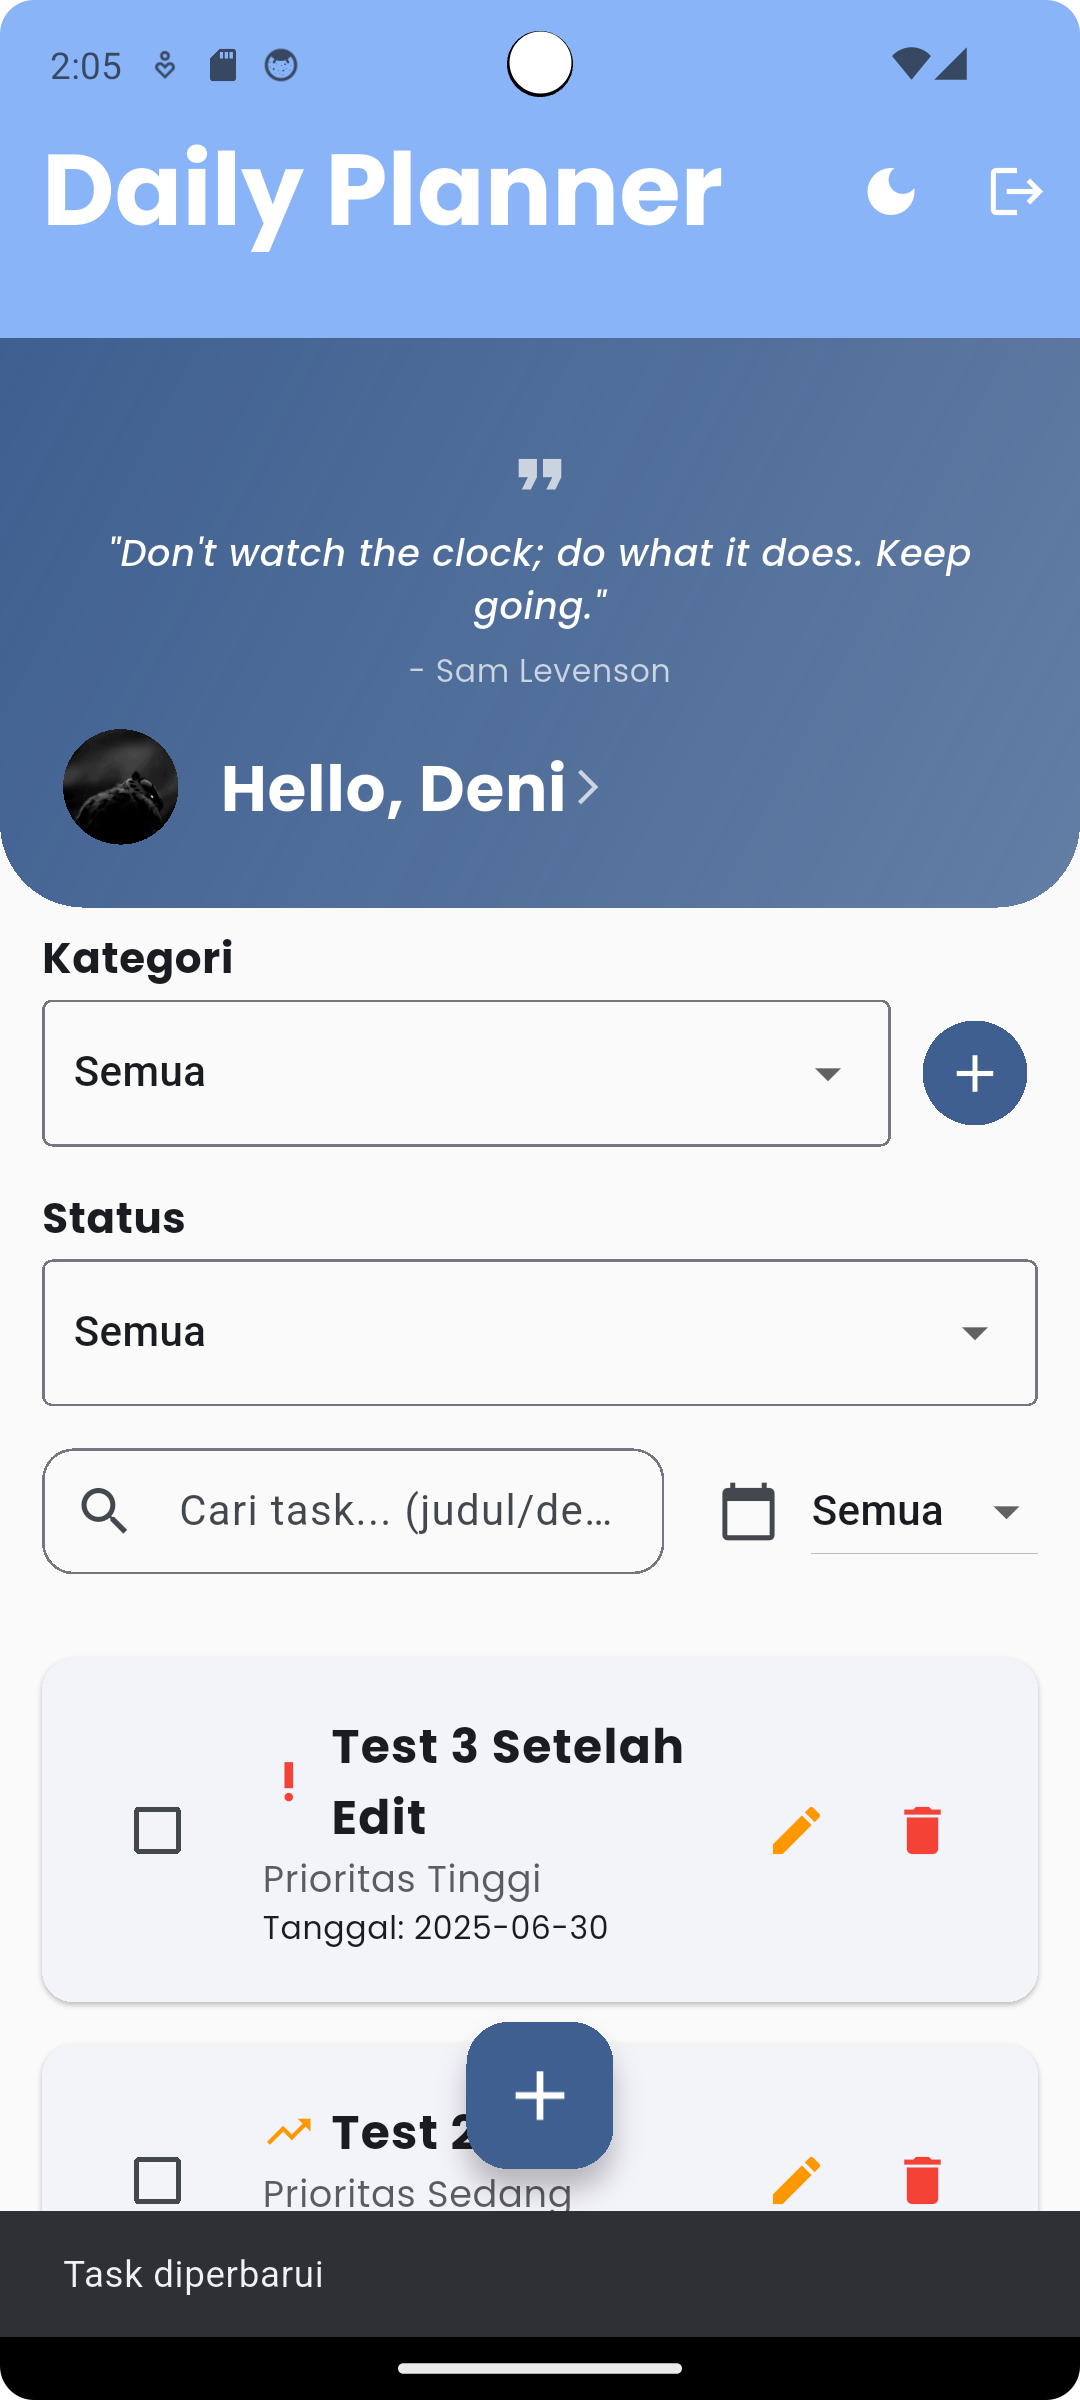 2:05
Daily Planner
"Don't watch the clock; do what it does. Keep
going."
- Sam Levenson
Hello, Deni
Kategori
Semua
Status
Semua
Cari task... (judul/de...
Semua
Test 3 Setelah
Edit
Prioritas Tinggi
Tanggal: 2025-06-30
Test 2
Prioritas Sedang
Task diperbarui